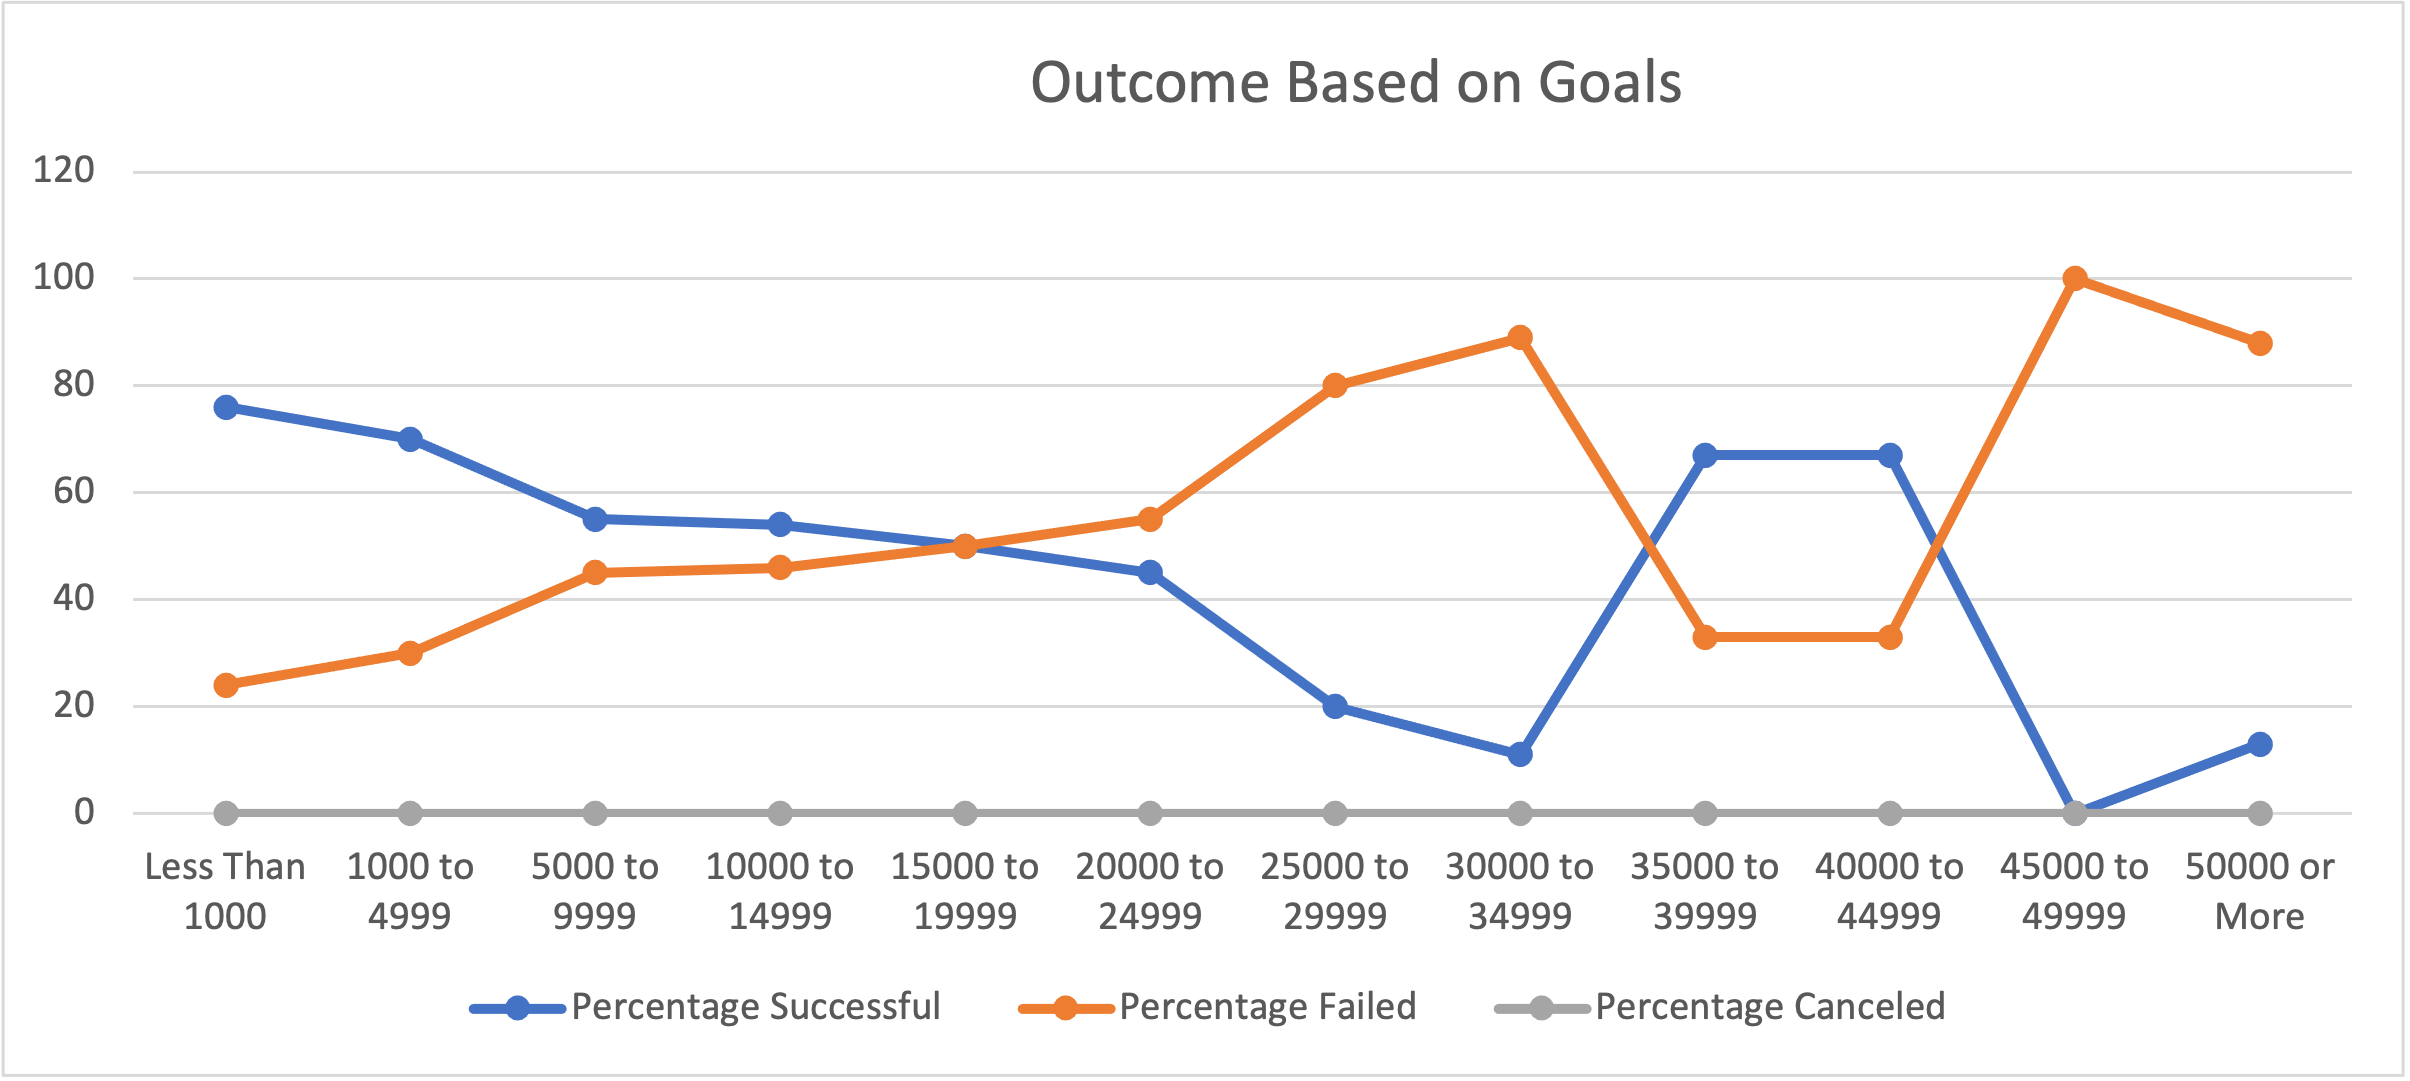 Outcome Based on Goals
120
100
80
60
40
20
0
Less Than 1000 to 5000 to 10000 to 15000 to 20000 to 25000 to 30000 to 35000 to 40000 to 45000 to 50000 or
1000 4999 9999 14999 19999 24999 29999 34999 39999 44999 49999 More
Percentage Successful Percentage Failed Percentage Canceled